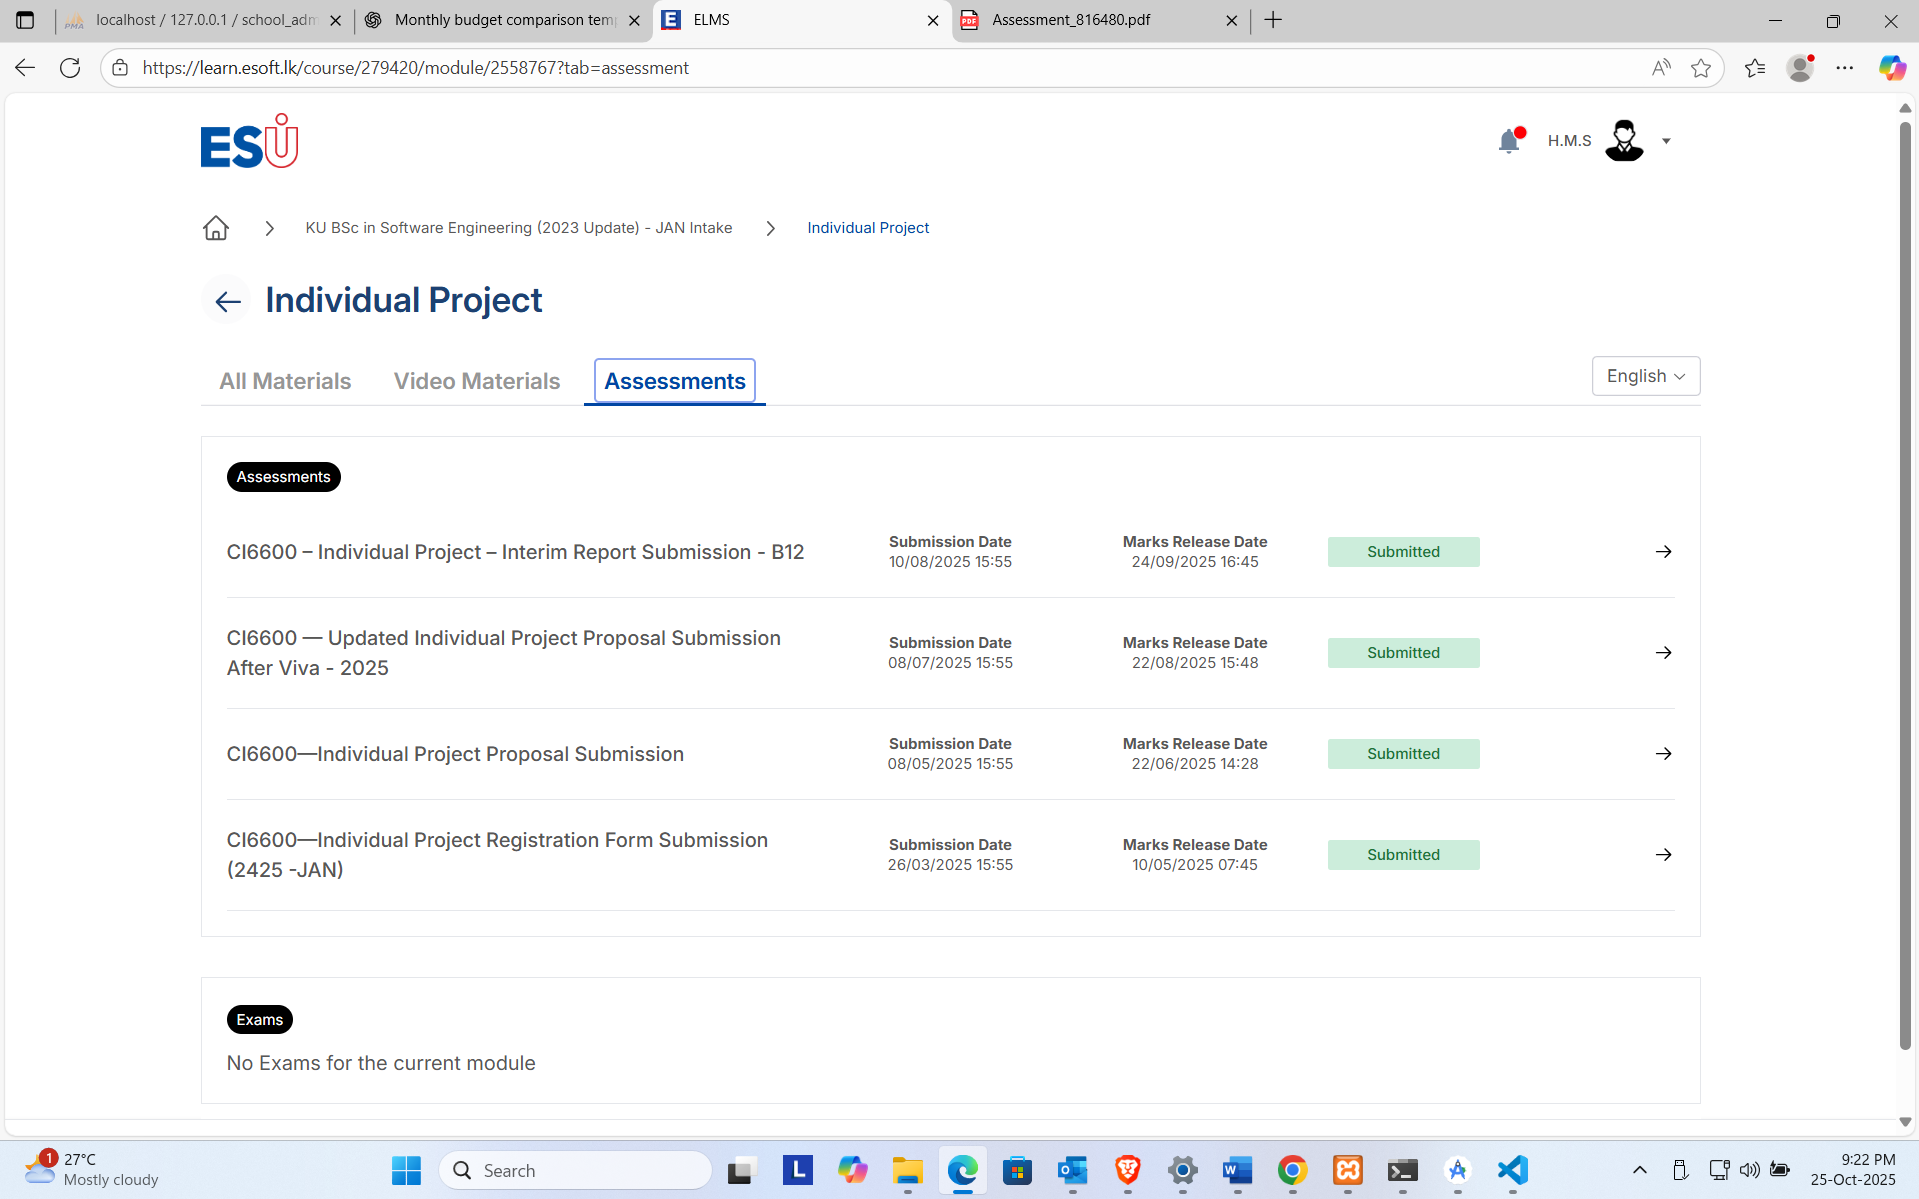 localhost / 127.0.0.1 / school_adm
Monthly budget comparison tem
ELMS
Assessment_816480.pdf
https://learn.esoft.lk/course/279420/module/2558767?tab=assessment
ESU
H.M.S
KU BSc in Software Engineering (2023 Update) - JAN Intake
Individual Project
Individual Project
All Materials
Video Materials
Assessments
English
Assessments
CI6600 – Individual Project – Interim Report Submission - B12
Submission Date
10/08/2025 15:55
Marks Release Date
24/09/2025 16:45
Submitted
CI6600 — Updated Individual Project Proposal Submission
After Viva - 2025
Submission Date
08/07/2025 15:55
Marks Release Date
22/08/2025 15:48
Submitted
CI6600—Individual Project Proposal Submission
Submission Date
08/05/2025 15:55
Marks Release Date
22/06/2025 14:28
Submitted
CI6600—Individual Project Registration Form Submission
(2425 -JAN)
Submission Date
26/03/2025 15:55
Marks Release Date
10/05/2025 07:45
Submitted
Exams
No Exams for the current module
1
27°C
Mostly cloudy
Search
9:22 PM
25-Oct-2025